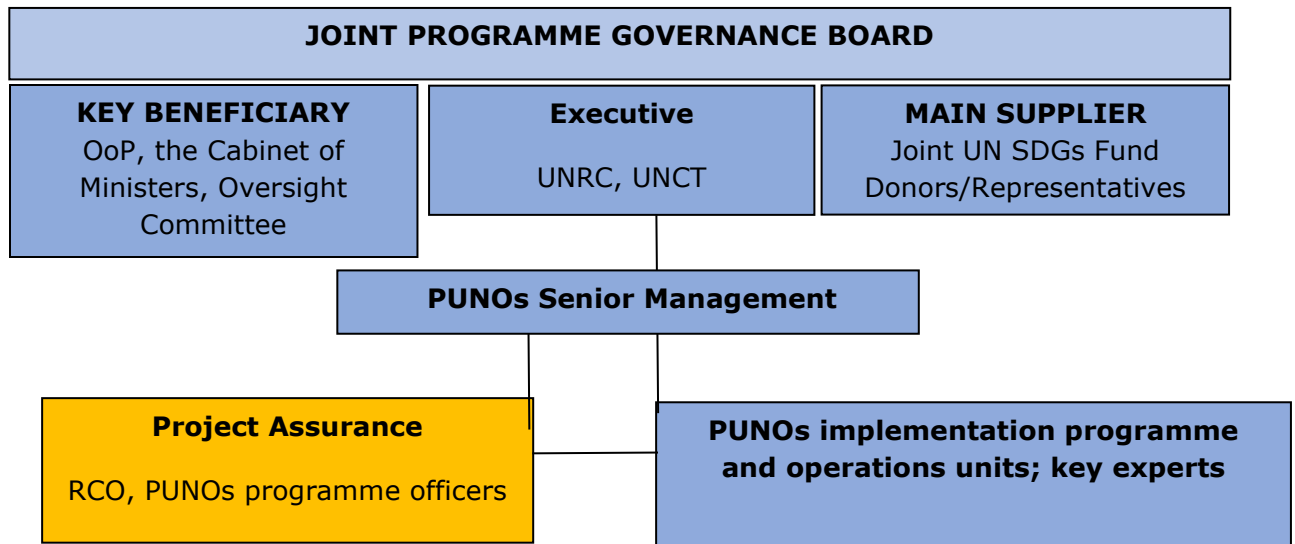 JOINT PROGRAMME GOVERNANCE BOARD
KEY BENEFICIARY
OoP, the Cabinet of
Ministers, Oversight
Committee
Executive
UNRC, UNCT
MAIN SUPPLIER
Joint UN SDGs Fund
Donors/Representatives
PUNOs Senior Management
Project Assurance
RCO, PUNOs programme officers
PUNOs implementation programme
and operations units; key experts